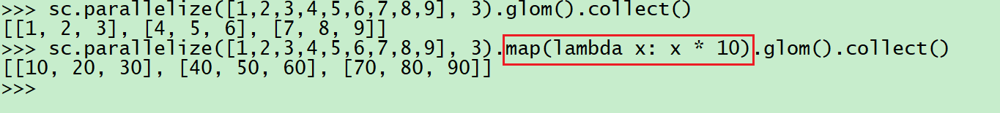 >>> sc.parallelize([1,2,3,4,5,6,7,8,9], 3).glom().collect()
[[1, 2, 3], [4, 5, 6], [7, 8, 9]]
>>> sc.parallelize([1,2,3,4,5,6,7,8,9], 3).map(lambda x: x * 10).glom().collect()
[[10, 20, 30], [40, 50, 60], [70, 80, 90]]
>>>